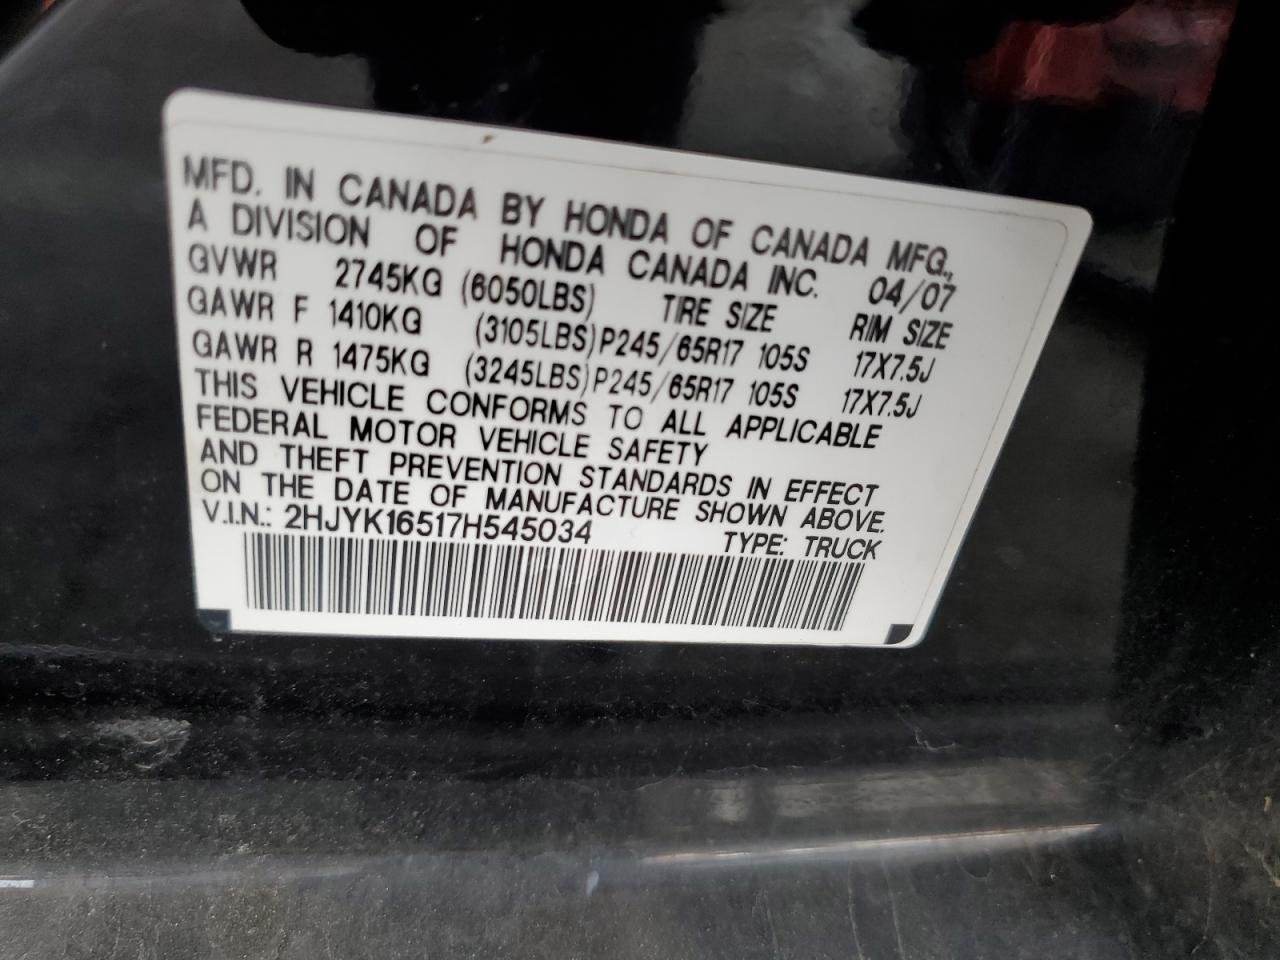 MFD. IN CANADA BY HONDA OF CANADA MFG.,
A DIVISION OF HONDA CANADA INC. 04/07
GVWR 2745KG (6050LBS) TIRE SIZE RIM SIZE
GAWR F 1410KG (3105LBS) P245/65R17 105S 17X7.5J
GAWR R 1475KG (3245LBS) P245/65R17 105S 17X7.5J
THIS VEHICLE CONFORMS TO ALL APPLICABLE
FEDERAL MOTOR VEHICLE SAFETY
AND THEFT PREVENTION STANDARDS IN EFFECT
ON THE DATE OF MANUFACTURE SHOWN ABOVE.
V.I.N.: 2HJYK16517H545034 TYPE: TRUCK